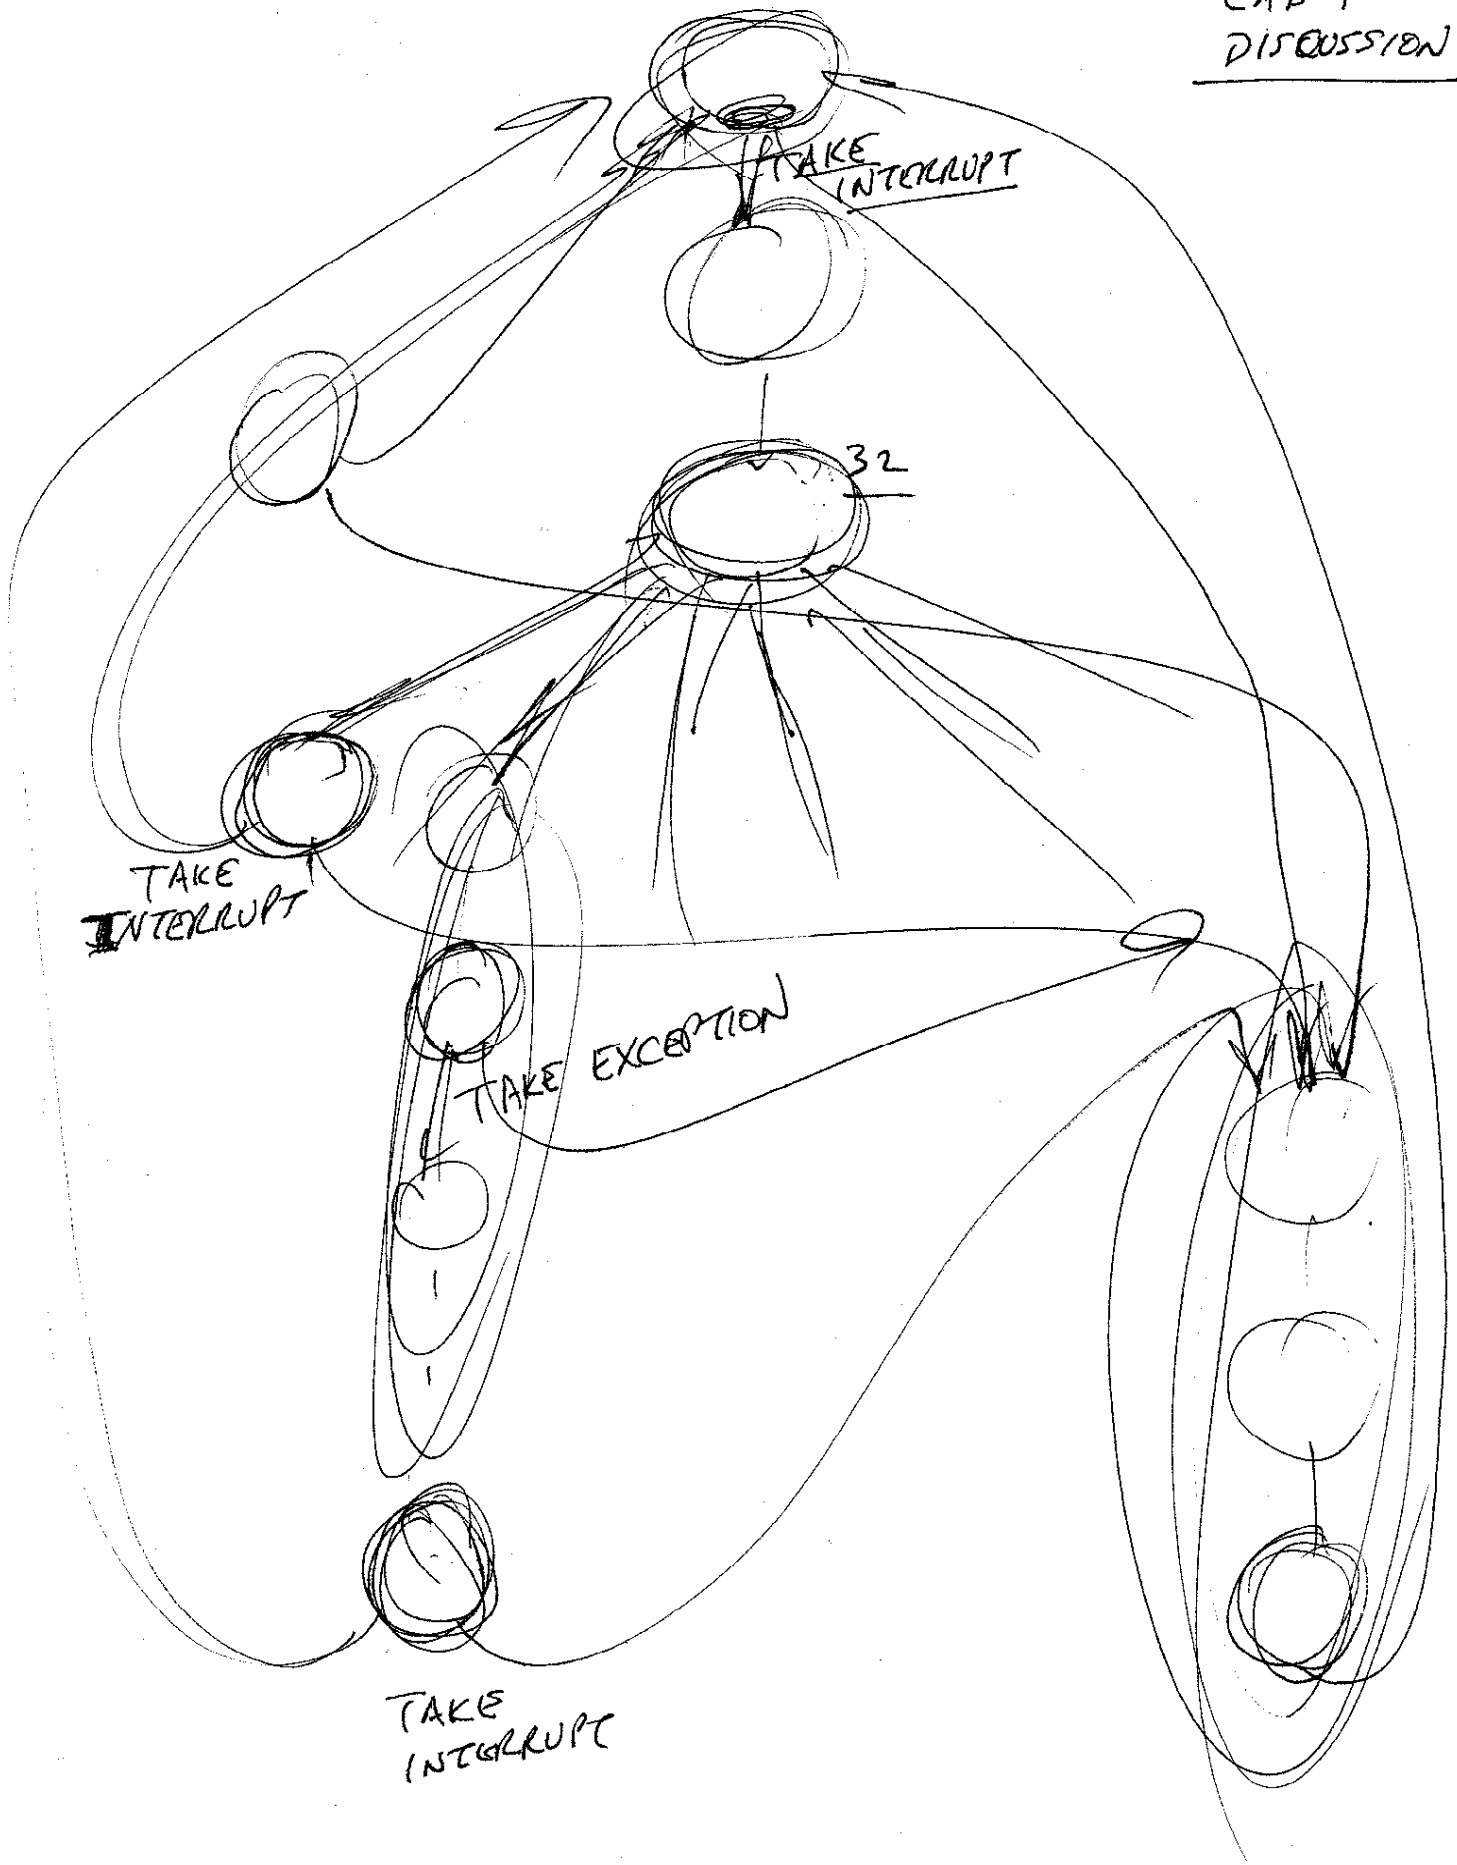 DISCUSSION
TAKE
INTERRUPT
32
TAKE
INTERRUPT
TAKE EXCEPTION
TAKE
INTERRUPT